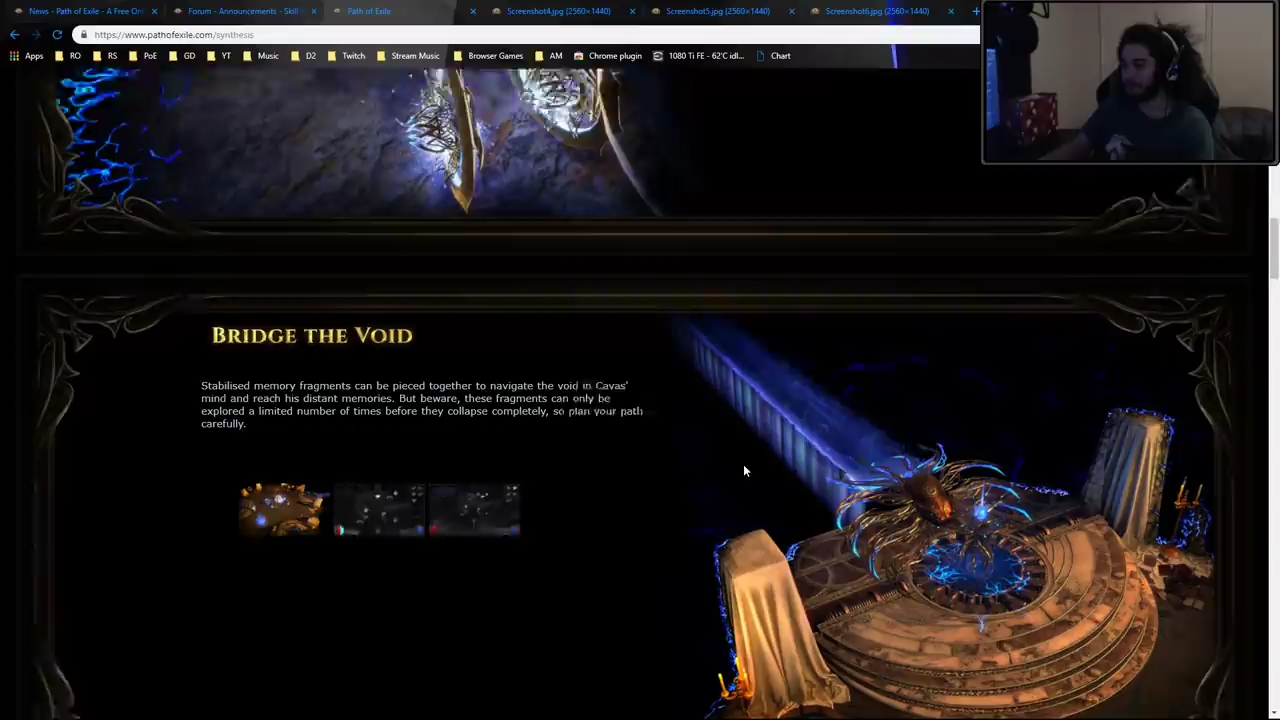 News - Path of Exile - A Free Onl
Forum - Announcements - Skill
Path of Exile
Screenshot4.jpg (2560×1440)
Screenshot5.jpg (2560×1440)
Screenshot6.jpg (2560×1440)
https://www.pathofexile.com/synthesis
Apps RO RS PoE GD YT Music D2 Twitch Stream Music Browser Games AM Chrome plugin 1080 Ti FE - 62°C idl... Chart
BRIDGE THE VOID
Stabilised memory fragments can be pieced together to navigate the void in Cavas'
mind and reach his distant memories. But beware, these fragments can only be
explored a limited number of times before they collapse completely, so plan your path
carefully.